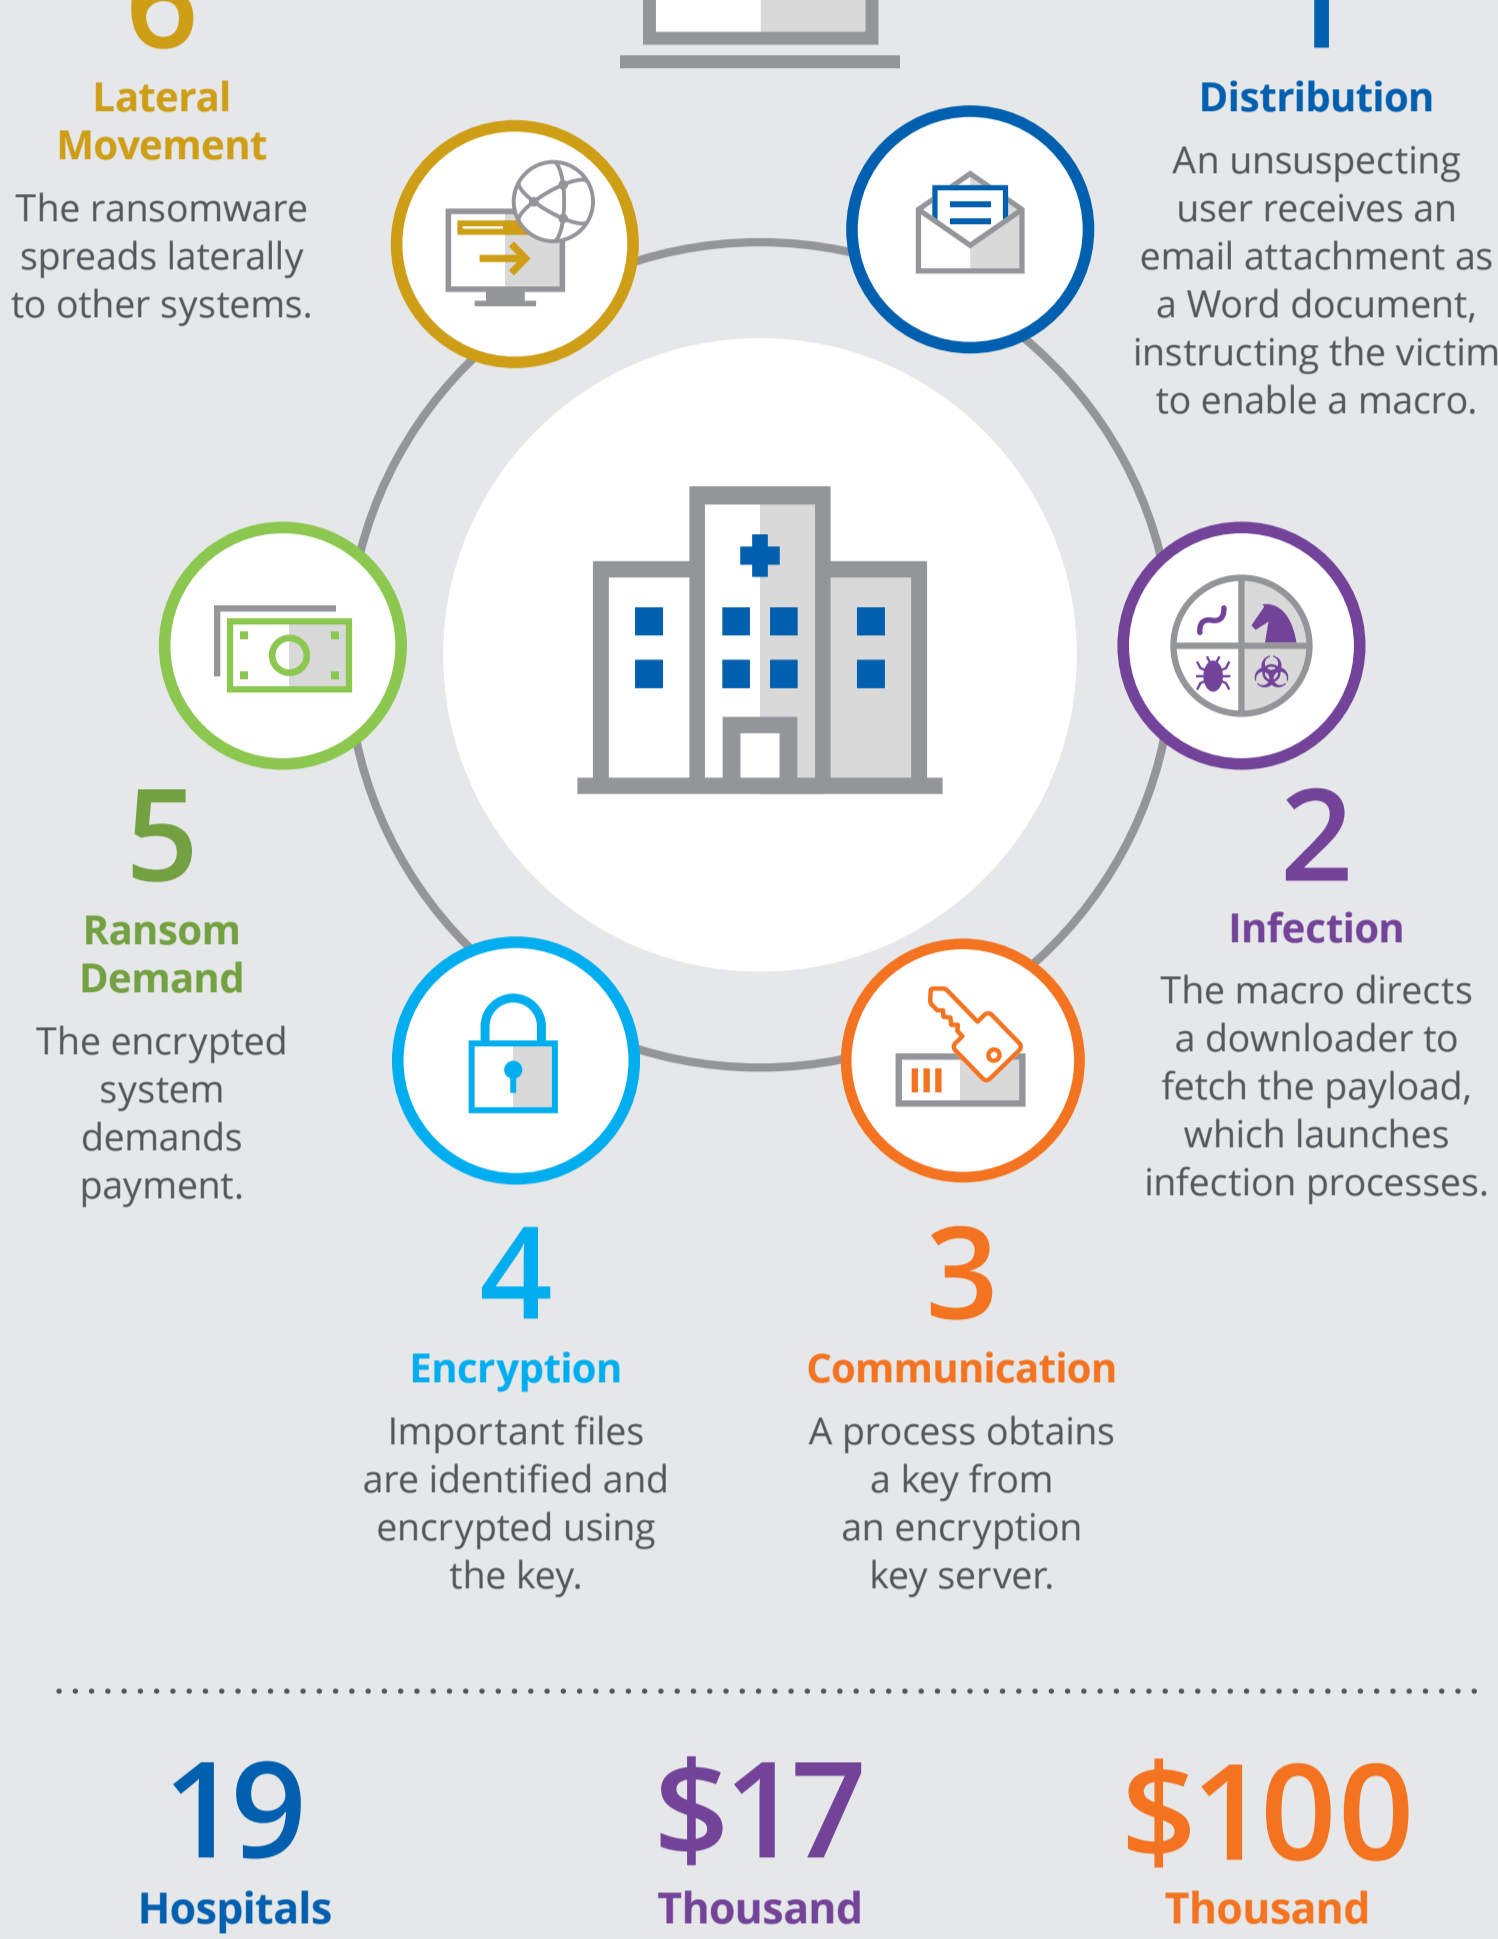 1
Distribution
An unsuspecting
user receives an
email attachment as
a Word document,
instructing the victim
to enable a macro.
2
Infection
The macro directs
a downloader to
fetch the payload,
which launches
infection processes.
3
Communication
A process obtains
a key from
an encryption
key server.
4
Encryption
Important files
are identified and
encrypted using
the key.
5
Ransom
Demand
The encrypted
system
demands
payment.
6
Lateral
Movement
The ransomware
spreads laterally
to other systems.
19
Hospitals
$17
Thousand
$100
Thousand